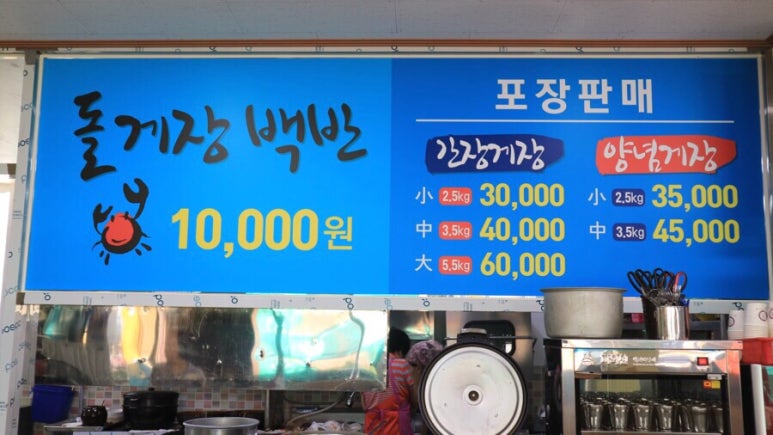 돌게장 백반
10,000원
포장판매
간장게장
小 2,5kg 30,000
中 3,5kg 40,000
大 5,5kg 60,000
양념게장
小 2,5kg 35,000
中 3,5kg 45,000